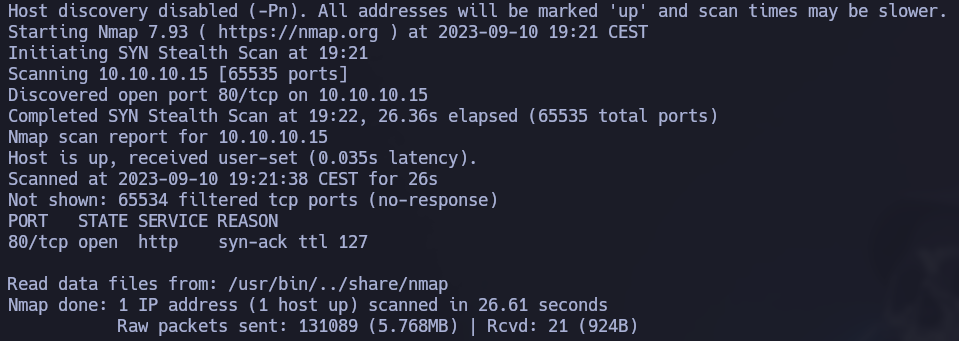 Host discovery disabled (-Pn). All addresses will be marked 'up' and scan times may be slower.
Starting Nmap 7.93 ( https://nmap.org ) at 2023-09-10 19:21 CEST
Initiating SYN Stealth Scan at 19:21
Scanning 10.10.10.15 [65535 ports]
Discovered open port 80/tcp on 10.10.10.15
Completed SYN Stealth Scan at 19:22, 26.36s elapsed (65535 total ports)
Nmap scan report for 10.10.10.15
Host is up, received user-set (0.035s latency).
Scanned at 2023-09-10 19:21:38 CEST for 26s
Not shown: 65534 filtered tcp ports (no-response)
PORT   STATE SERVICE REASON
80/tcp open  http    syn-ack ttl 127
Read data files from: /usr/bin/../share/nmap
Nmap done: 1 IP address (1 host up) scanned in 26.61 seconds
           Raw packets sent: 131089 (5.768MB) | Rcvd: 21 (924B)